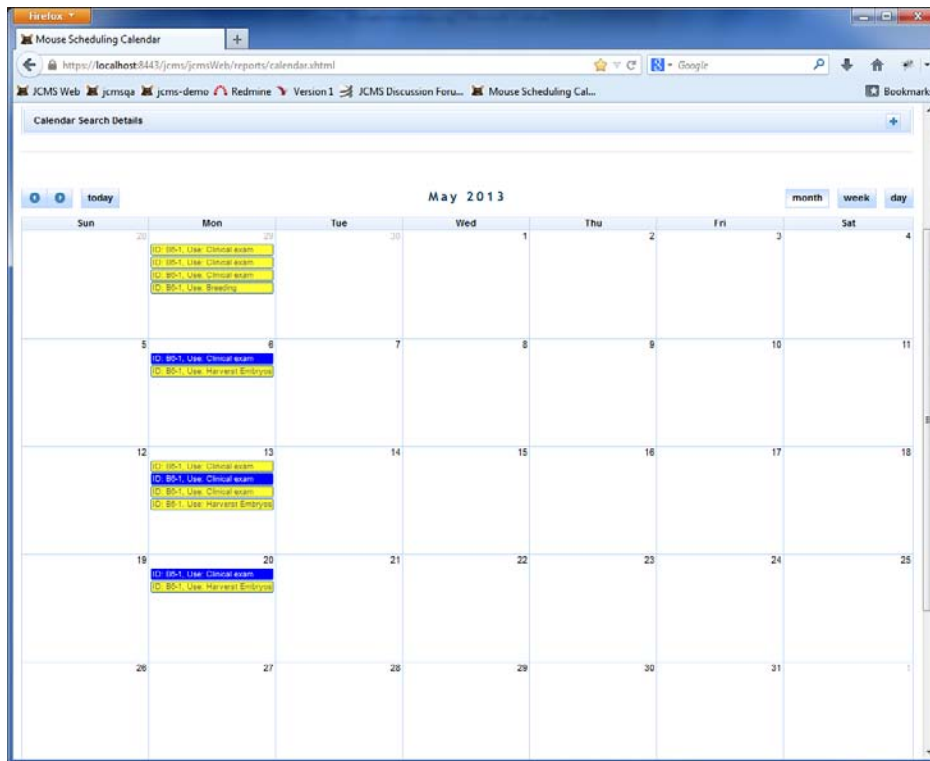 Firefox
Mouse Scheduling Calendar
https://localhost:8443/jcms/jcmsWeb/reports/calendar.xhtml
Google
JCMS Web jcmsqa jcms-demo Redmine Version 1 JCMS Discussion Foru... Mouse Scheduling Cal... Bookmark
Calendar Search Details
today May 2013 month week day
Sun Mon Tue Wed Thu Fri Sat
28 29 30 1 2 3 4
ID: B6-1, Use: Clinical exam
ID: B6-1, Use: Clinical exam
ID: B6-1, Use: Clinical exam
ID: B6-1, Use: Breeding
5 6 7 8 9 10 11
ID: B6-1, Use: Clinical exam
ID: B6-1, Use: Harverst Embryos
12 13 14 15 16 17 18
ID: B6-1, Use: Clinical exam
ID: B6-1, Use: Clinical exam
ID: B6-1, Use: Clinical exam
ID: B6-1, Use: Harverst Embryos
19 20 21 22 23 24 25
ID: B6-1, Use: Clinical exam
ID: B6-1, Use: Harverst Embryos
26 27 28 29 30 31 1